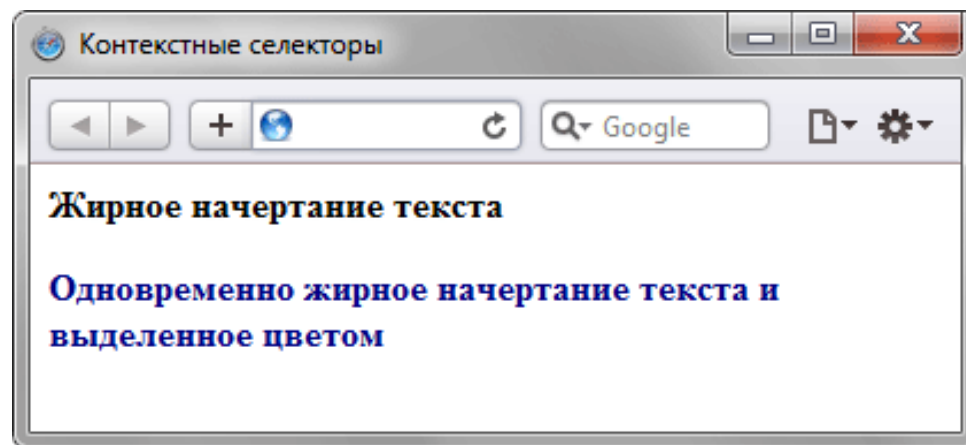 Контекстные селекторы
Google
Жирное начертание текста
Одновременно жирное начертание текста и
выделенное цветом